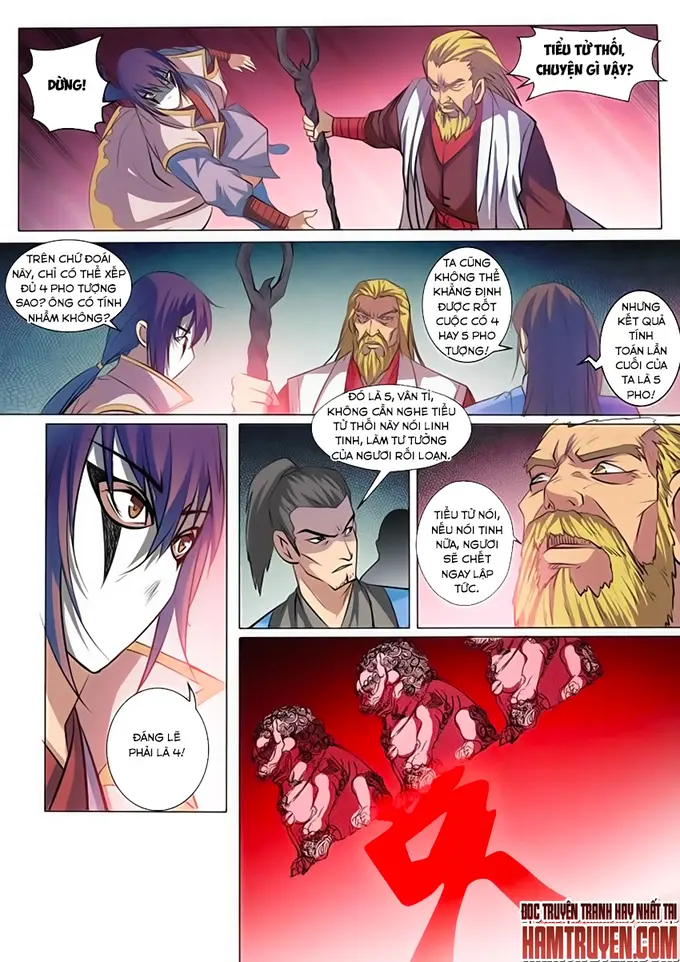 DỪNG!
TIỂU TỬ THỐI,
CHUYỆN GÌ VẬY?
TRÊN CHỮ ĐOÁI
NÀY, CHỈ CÓ THỂ XẾP
ĐỦ 4 PHO TƯỢNG
SAO? ÔNG CÓ TÍNH
NHẦM KHÔNG?
TA CŨNG
KHÔNG THỂ
KHẲNG ĐỊNH
ĐƯỢC RỐT
CUỘC CÓ 4
HAY 5 PHO
TƯỢNG!
NHƯNG
KẾT QUẢ
TÍNH
TOÁN LẦN
CUỐI CỦA
TA LÀ 5
PHO!
ĐÓ LÀ 5, VÂN TỈ,
KHÔNG CẦN NGHE TIỂU
TỬ THỐI NÀY NÓI LINH
TINH, LÀM TƯ TƯỞNG
CỦA NGƯƠI RỐI LOẠN.
TIỂU TỬ NÓI,
NẾU NÓI TINH
NỮA, NGƯƠI
SẼ CHẾT
NGAY LẬP
TỨC.
ĐÁNG LẼ
PHẢI LÀ 4!
ĐỌC TRUYỆN TRANH HAY NHẤT TẠI
HAMTRUYEN.COM